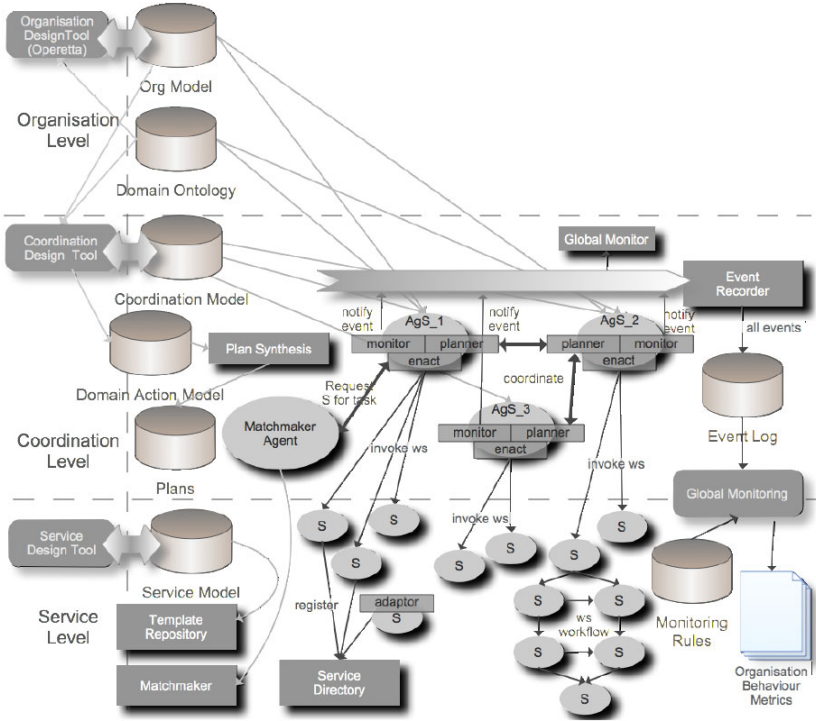 Organisation
DesignTool
(Operetta)
Org Model
Organisation
Level
Domain Ontology
Coordination
Design Tool
Coordination Model
Global Monitor
Event
Recorder
notify
event
AgS_1
notify
event
AgS_2
notify
event
all events
monitor
planner
enact
planner
monitor
enact
Plan Synthesis
Domain Action Model
Request
S for task
coordinate
AgS_3
monitor
planner
enact
Matchmaker
Agent
Event Log
Coordination
Level
Plans
invoke ws
invoke ws
Global Monitoring
invoke ws
S
S
S
S
S
S
S
Service
Design Tool
Service Model
Service
Level
Template
Repository
Matchmaker
register
adaptor
S
Service
Directory
S
S
ws
workflow
S
S
S
Monitoring
Rules
Organisation
Behaviour
Metrics